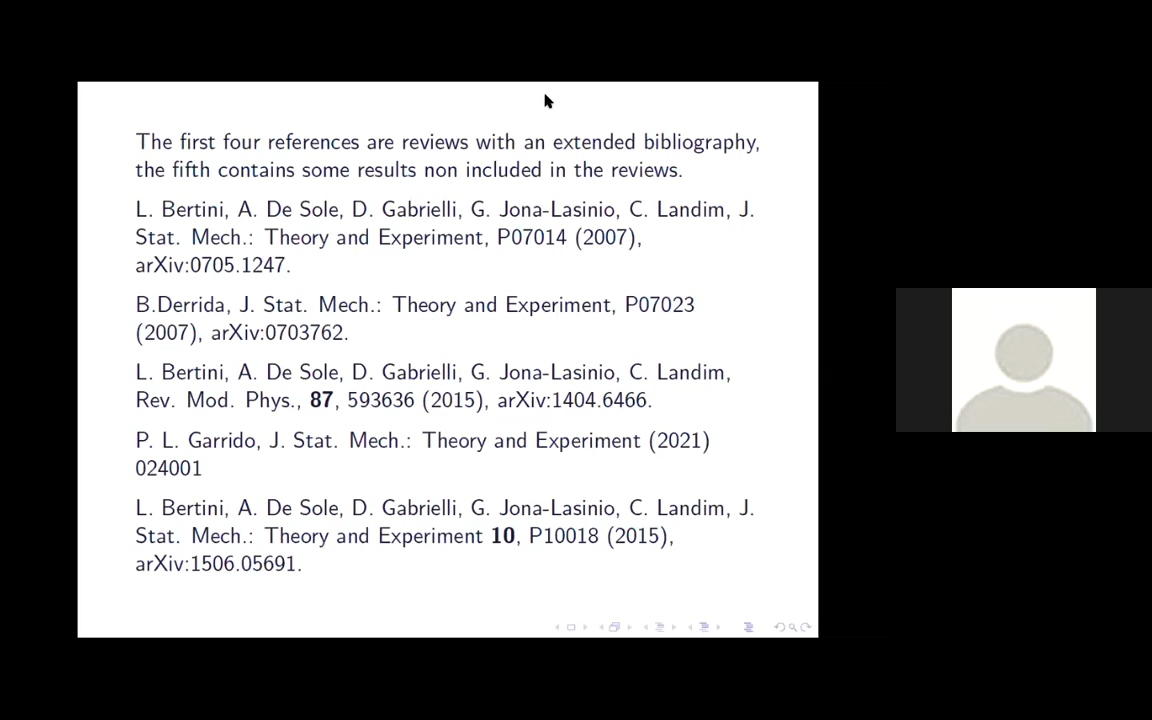 The first four references are reviews with an extended bibliography,
the fifth contains some results non included in the reviews.
L. Bertini, A. De Sole, D. Gabrielli, G. Jona-Lasinio, C. Landim, J.
Stat. Mech.: Theory and Experiment, P07014 (2007),
arXiv:0705.1247.
B.Derrida, J. Stat. Mech.: Theory and Experiment, P07023
(2007), arXiv:0703762.
L. Bertini, A. De Sole, D. Gabrielli, G. Jona-Lasinio, C. Landim,
Rev. Mod. Phys., 87, 593636 (2015), arXiv:1404.6466.
P. L. Garrido, J. Stat. Mech.: Theory and Experiment (2021)
024001
L. Bertini, A. De Sole, D. Gabrielli, G. Jona-Lasinio, C. Landim, J.
Stat. Mech.: Theory and Experiment 10, P10018 (2015),
arXiv:1506.05691.